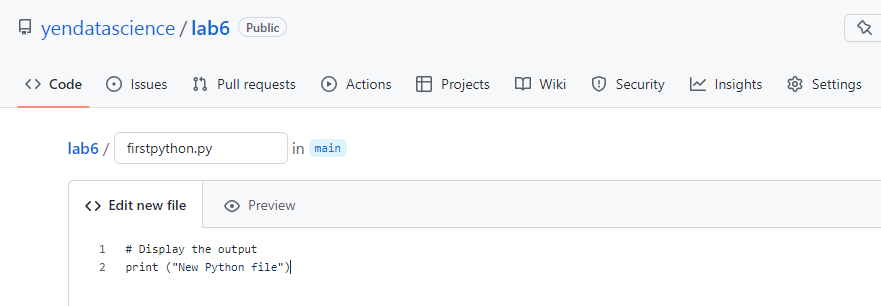 yendatascience / lab6 Public
Code Issues Pull requests Actions Projects Wiki Security Insights Settings
lab6 / firstpython.py in main
Edit new file Preview
1 # Display the output
2 print ("New Python file")